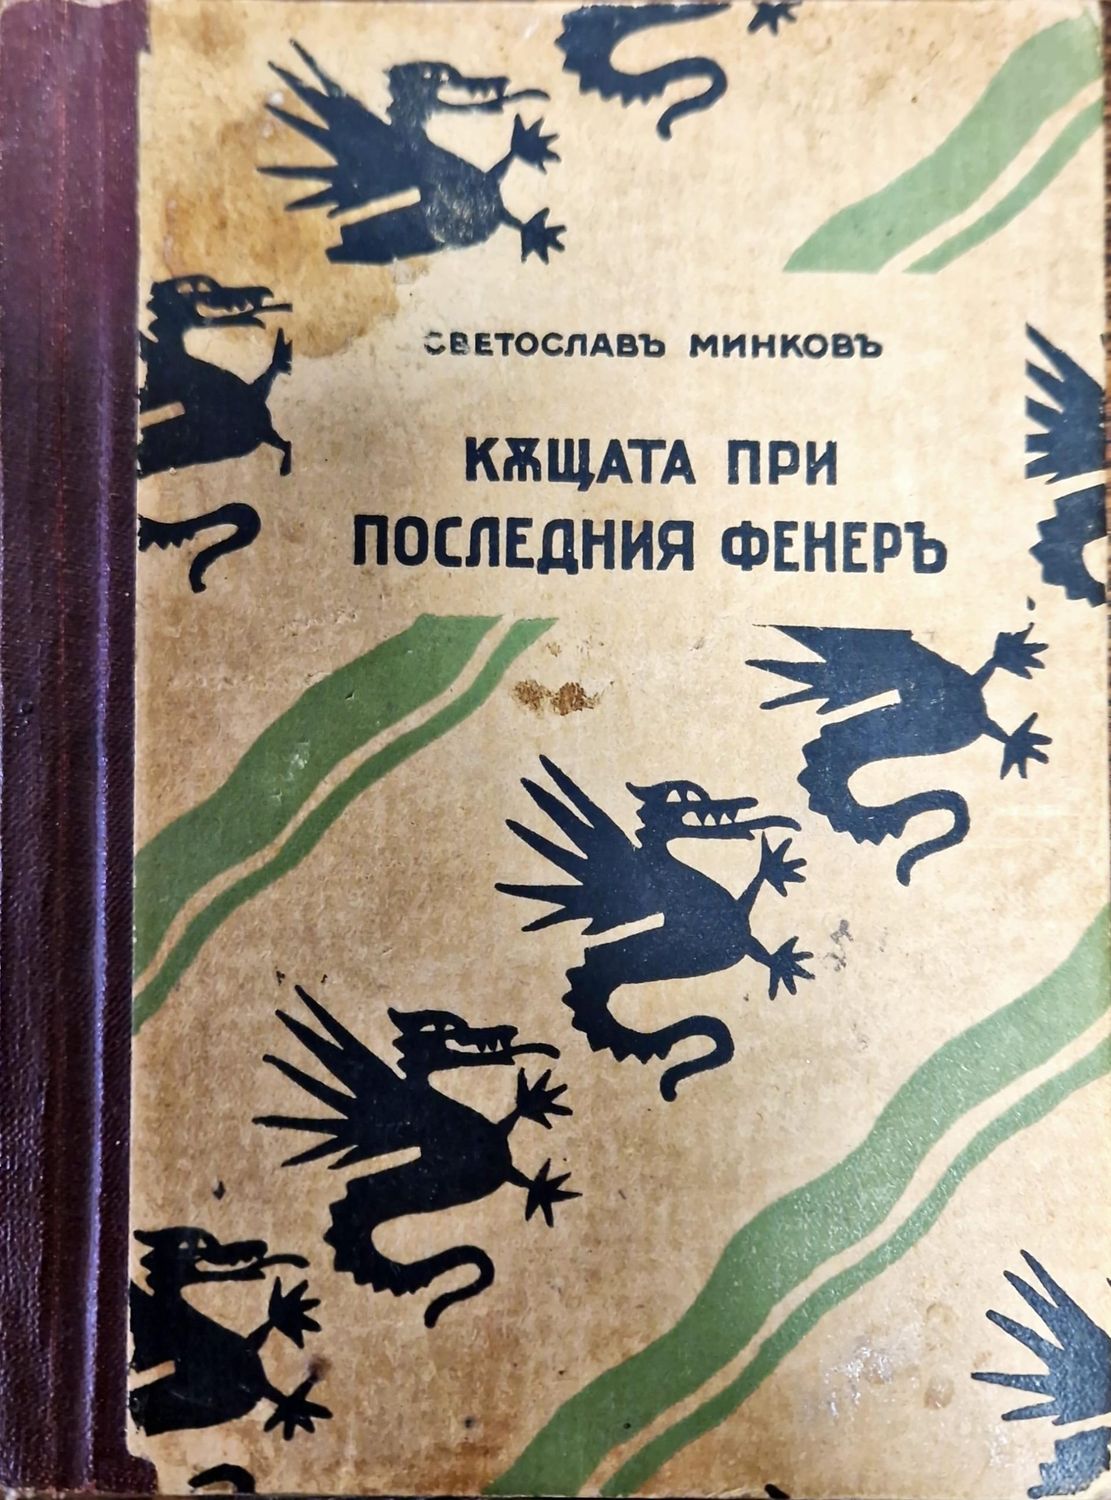 СВЕТОСЛАВЪ МИНКОВЪ
КѪЩАТА ПРИ
ПОСЛЕДНИЯ ФЕНЕРЪ